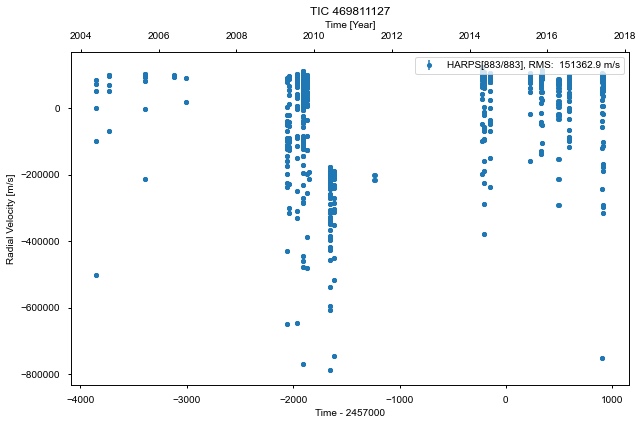 TIC 469811127
Time [Year]
2004 2006 2008 2010 2012 2014 2016 2018
HARPS[883/883], RMS: 151362.9 m/s
0
−200000
−400000
−600000
−800000
Radial Velocity [m/s]
−4000 −3000 −2000 −1000 0
Time - 2457000